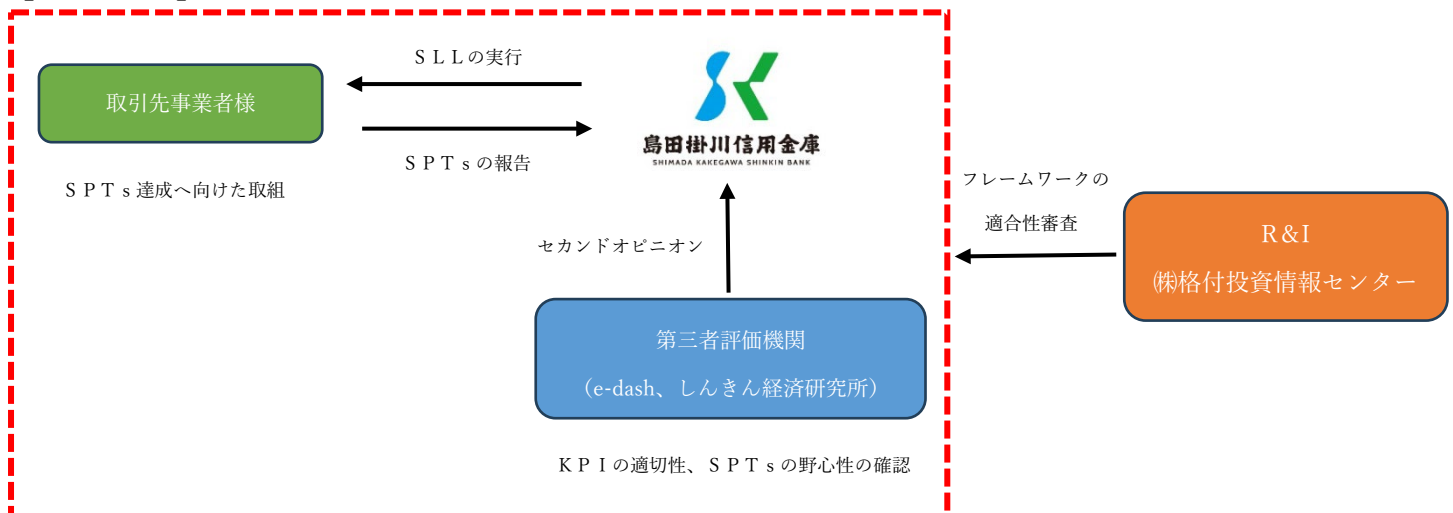 SLLの実行
取引先事業者様
島田掛川信用金庫
SHIMADA KAKEGAWA SHINKIN BANK
SPTsの報告
SPTs達成へ向けた取組
フレームワークの
適合性審査
R&I
㈱格付投資情報センター
セカンドオピニオン
第三者評価機関
(e-dash、しんきん経済研究所)
KPIの適切性、SPTsの野心性の確認